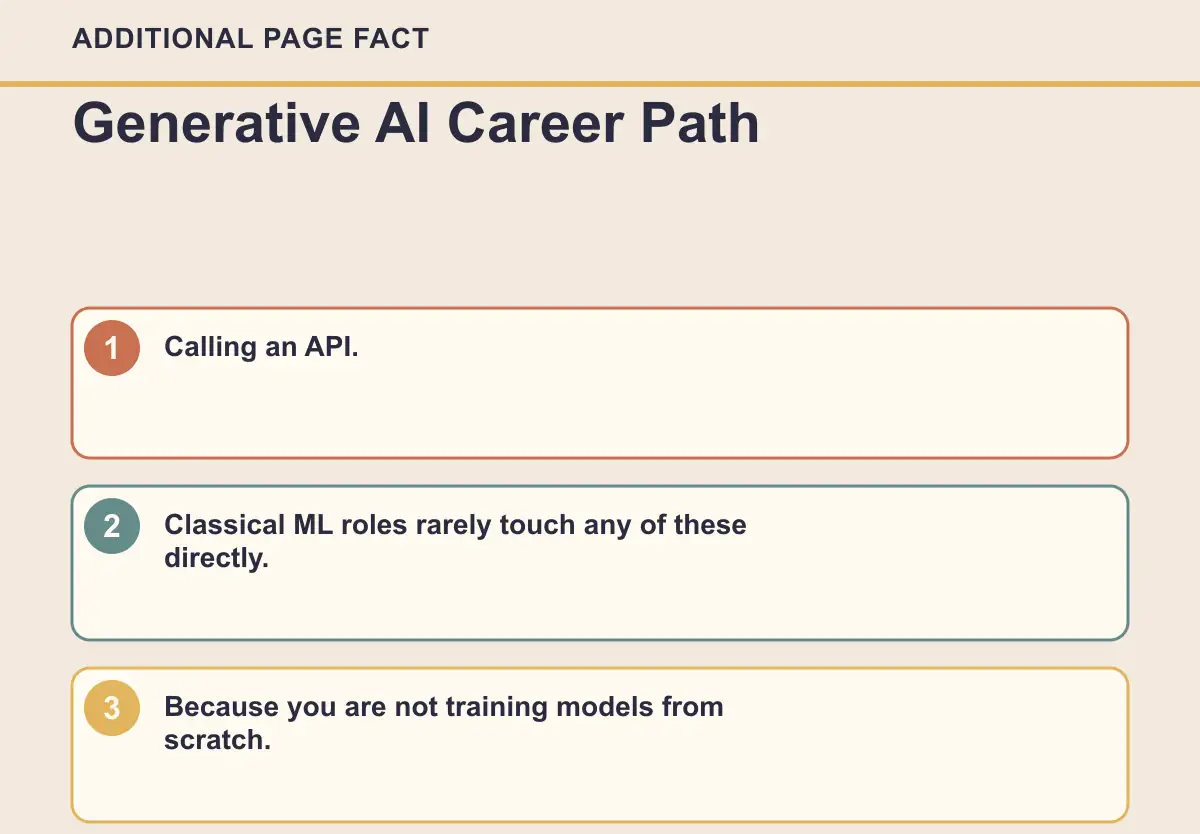 ADDITIONAL PAGE FACT
Generative AI Career Path
1
Calling an API.
2
Classical ML roles rarely touch any of these
directly.
3
Because you are not training models from
scratch.